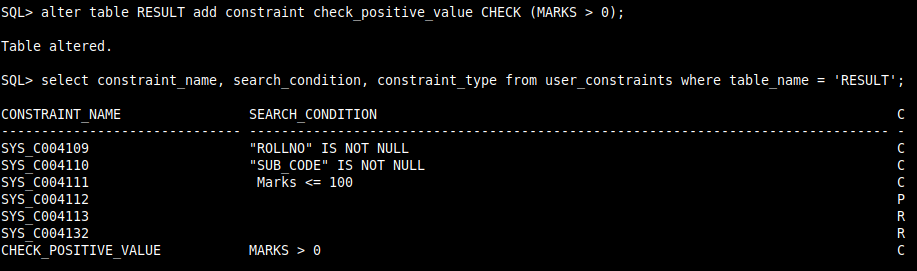 SQL> alter table RESULT add constraint check_positive_value CHECK (MARKS > 0);
Table altered.
SQL> select constraint_name, search_condition, constraint_type from user_constraints where table_name = 'RESULT';
CONSTRAINT_NAME                SEARCH_CONDITION                                                                 C
------------------------------ -------------------------------------------------------------------------------- -
SYS_C004109                    "ROLLNO" IS NOT NULL                                                             C
SYS_C004110                    "SUB_CODE" IS NOT NULL                                                           C
SYS_C004111                     Marks <= 100                                                                    C
SYS_C004112                                                                                                     P
SYS_C004113                                                                                                     R
SYS_C004132                                                                                                     R
CHECK_POSITIVE_VALUE           MARKS > 0                                                                        C